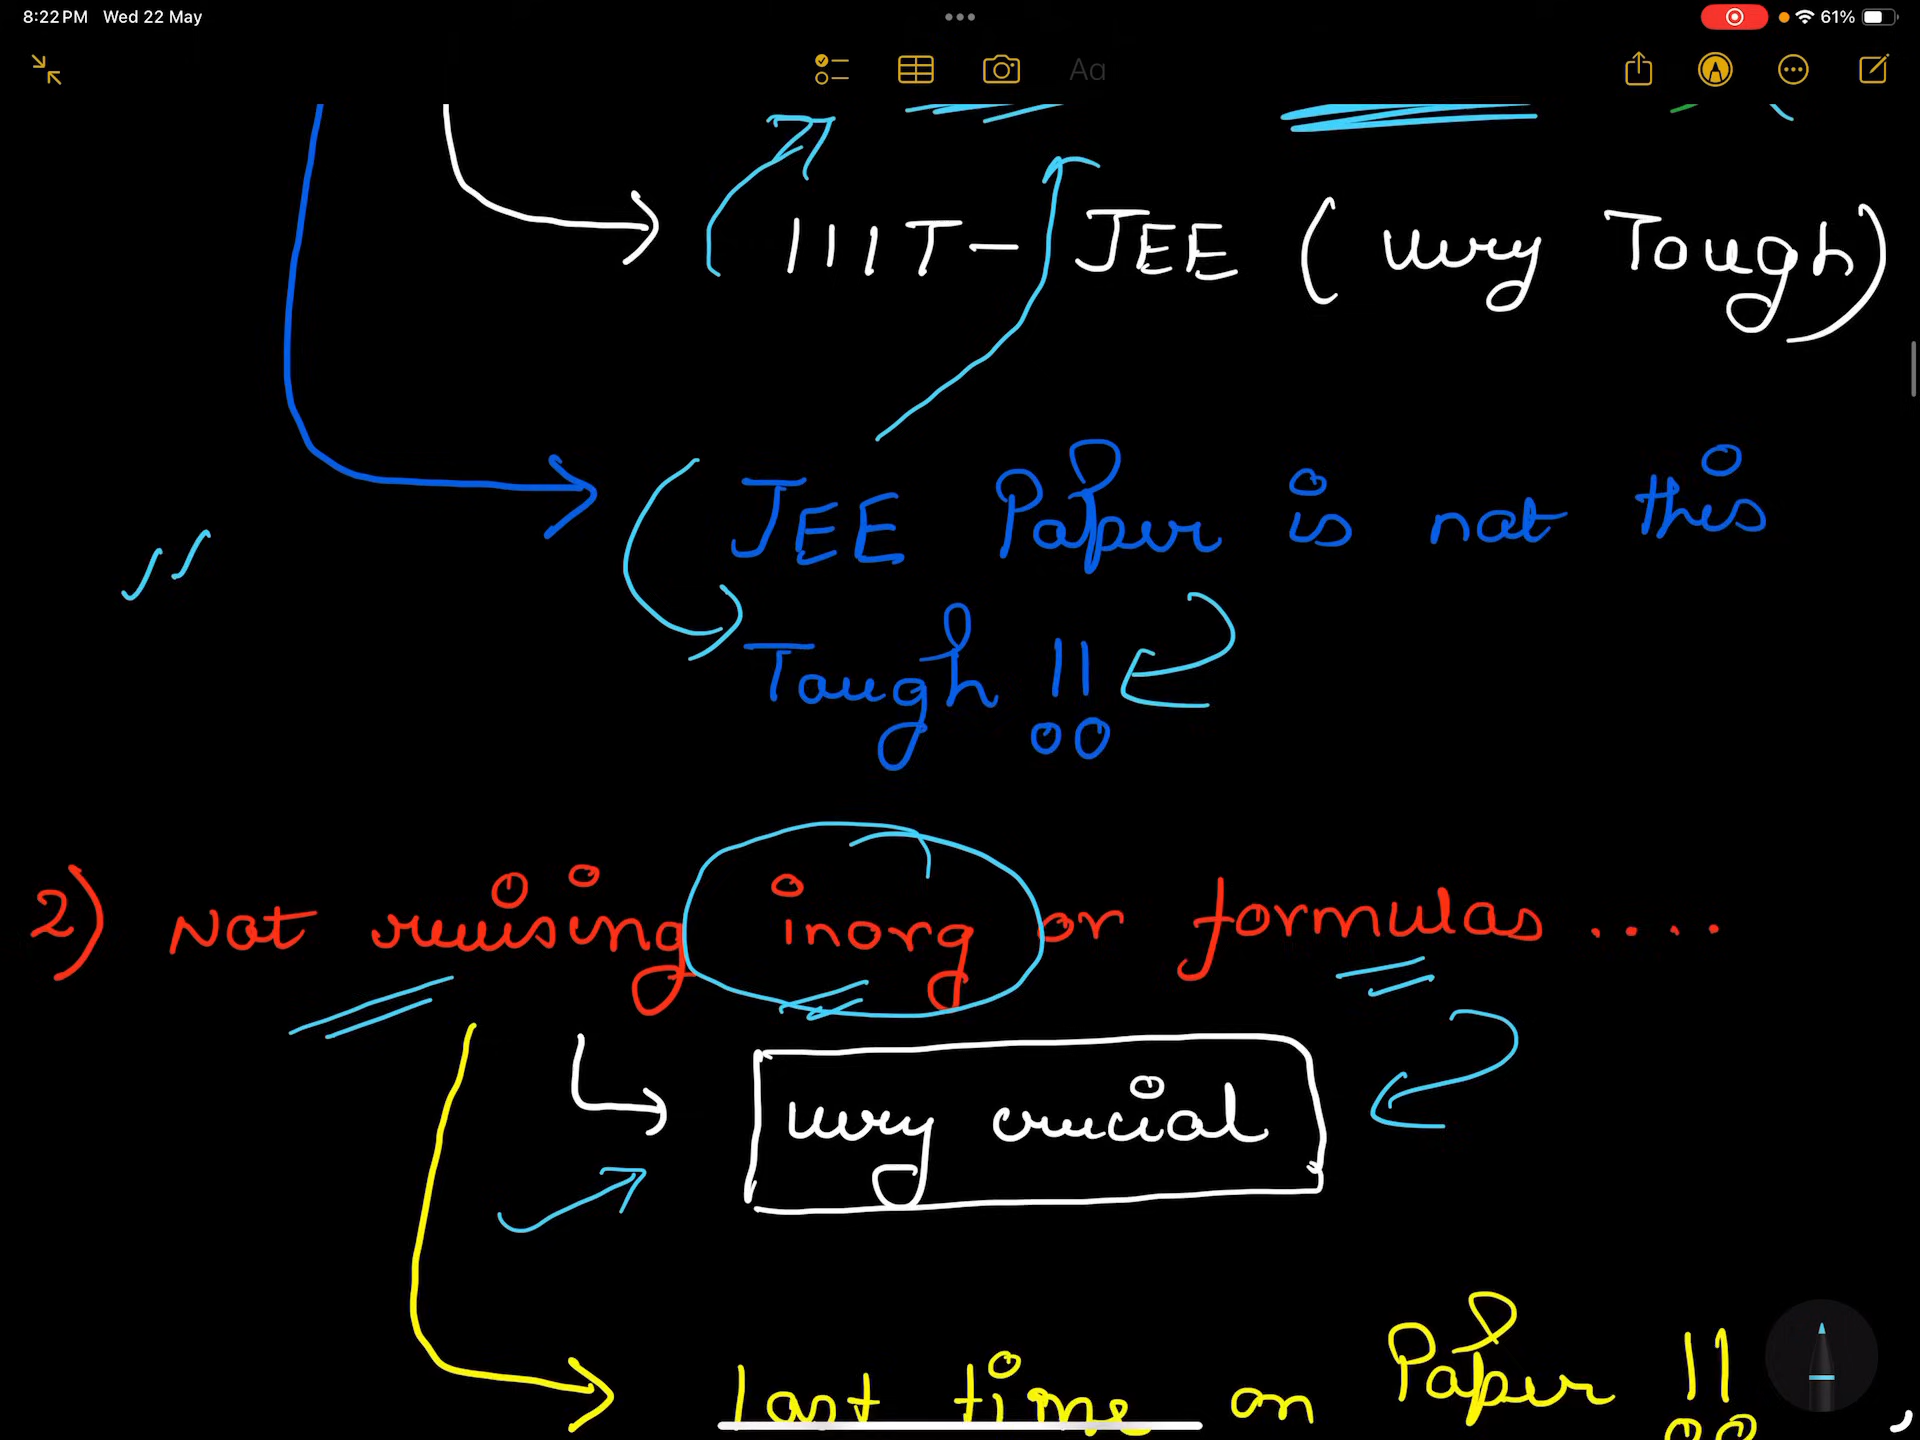 8:22 PM Wed 22 May
61%
Aa
IIIT - JEE ( very Tough )
JEE Paper is not this
Tough !!
2) Not revising inorg or formulas ....
very crucial
last time on Paper !!